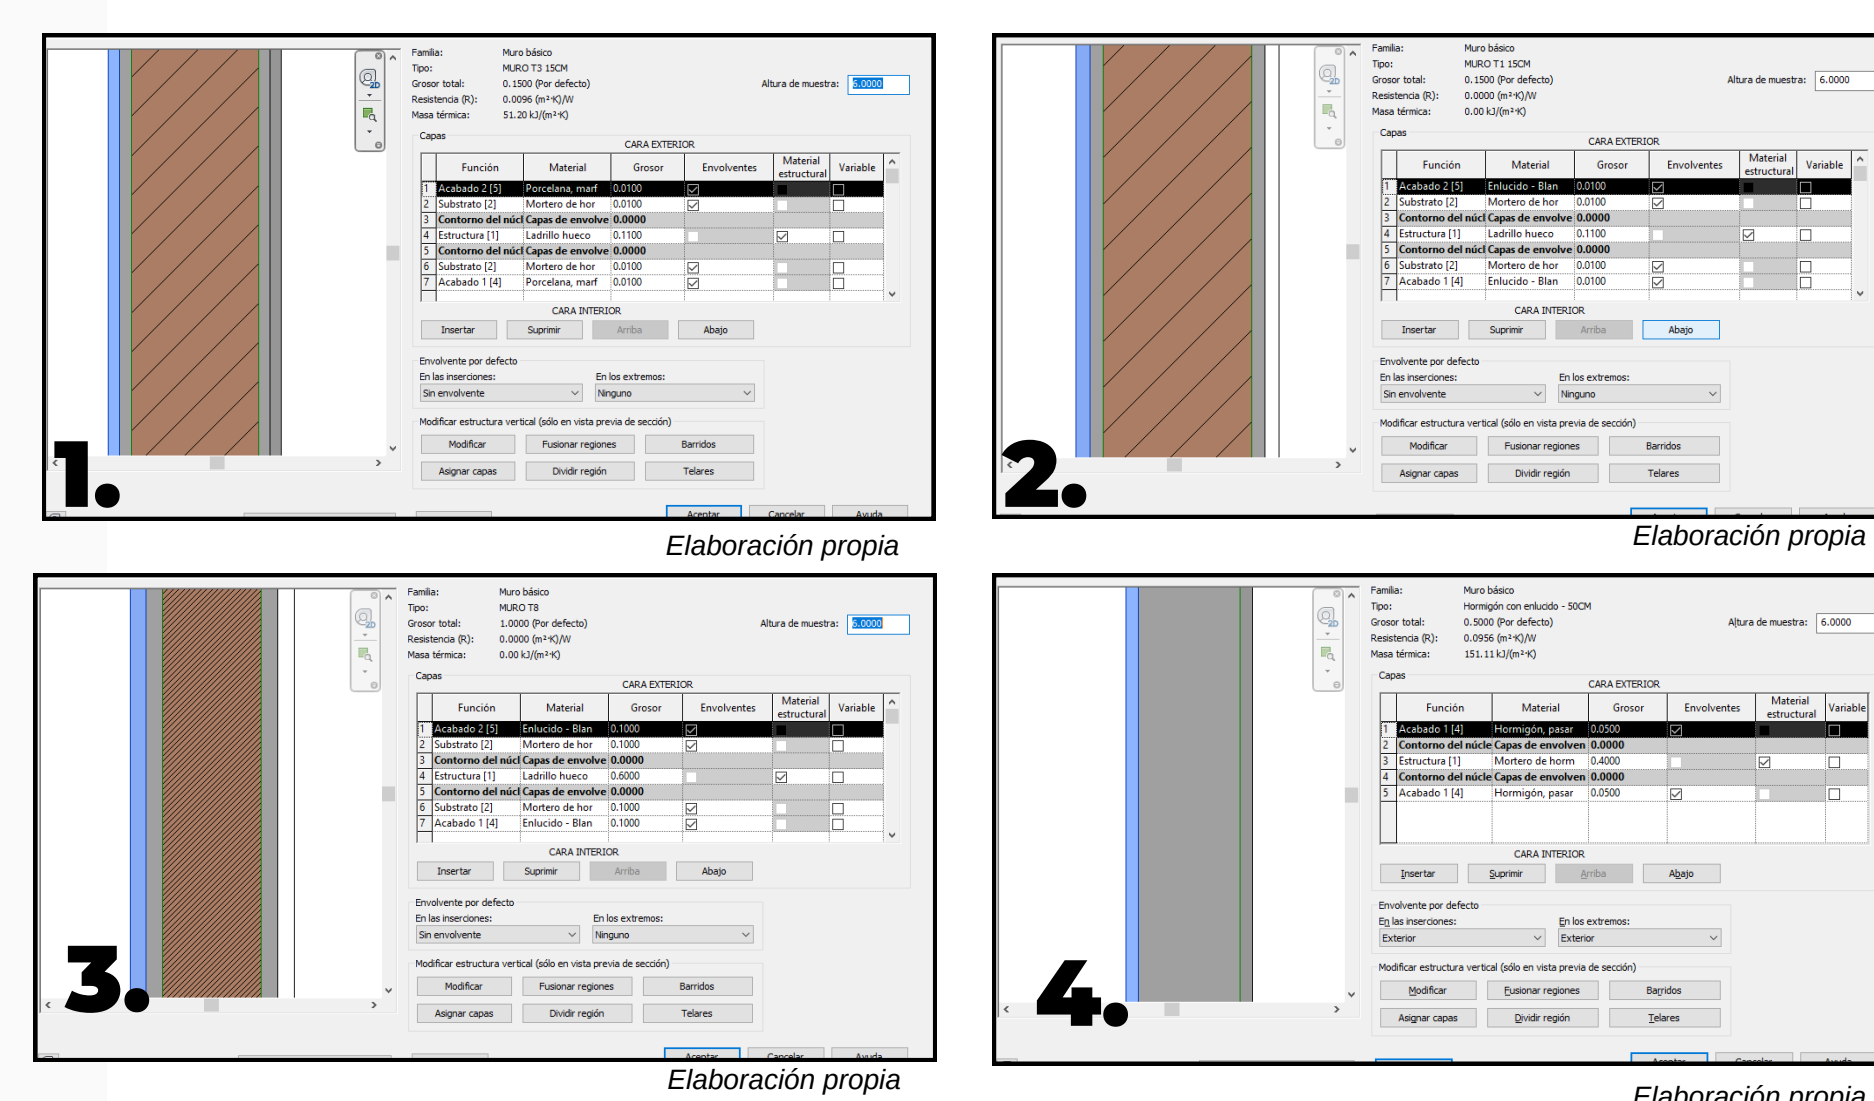 Familia: Muro básico
Tipo: MURO T3 15CM
Grosor total: 0.1500 (Por defecto) Altura de muestra: 6.0000
Resistencia (R): 0.0096 (m²·K)/W
Masa térmica: 51.20 kJ/(m²·K)
Capas
CARA EXTERIOR
Función Material Grosor Envolventes Material estructural Variable
1 Acabado 2 [5] Porcelana, marf 0.0100
2 Substrato [2] Mortero de hor 0.0100
3 Contorno del núcl Capas de envolve 0.0000
4 Estructura [1] Ladrillo hueco 0.1100
5 Contorno del núcl Capas de envolve 0.0000
6 Substrato [2] Mortero de hor 0.0100
7 Acabado 1 [4] Porcelana, marf 0.0100
CARA INTERIOR
Insertar Suprimir Arriba Abajo
Envolvente por defecto
En las inserciones: En los extremos:
Sin envolvente Ninguno
Modificar estructura vertical (sólo en vista previa de sección)
Modificar Fusionar regiones Barridos
Asignar capas Dividir región Telares
Aceptar Cancelar Ayuda
1.
Elaboración propia
Familia: Muro básico
Tipo: MURO T1 15CM
Grosor total: 0.1500 (Por defecto) Altura de muestra: 6.0000
Resistencia (R): 0.0000 (m²·K)/W
Masa térmica: 0.00 kJ/(m²·K)
Capas
CARA EXTERIOR
Función Material Grosor Envolventes Material estructural Variable
1 Acabado 2 [5] Enlucido - Blan 0.0100
2 Substrato [2] Mortero de hor 0.0100
3 Contorno del núcl Capas de envolve 0.0000
4 Estructura [1] Ladrillo hueco 0.1100
5 Contorno del núcl Capas de envolve 0.0000
6 Substrato [2] Mortero de hor 0.0100
7 Acabado 1 [4] Enlucido - Blan 0.0100
CARA INTERIOR
Insertar Suprimir Arriba Abajo
Envolvente por defecto
En las inserciones: En los extremos:
Sin envolvente Ninguno
Modificar estructura vertical (sólo en vista previa de sección)
Modificar Fusionar regiones Barridos
Asignar capas Dividir región Telares
2.
Elaboración propia
Familia: Muro básico
Tipo: MURO T8
Grosor total: 1.0000 (Por defecto) Altura de muestra: 6.0000
Resistencia (R): 0.0000 (m²·K)/W
Masa térmica: 0.00 kJ/(m²·K)
Capas
CARA EXTERIOR
Función Material Grosor Envolventes Material estructural Variable
1 Acabado 2 [5] Enlucido - Blan 0.1000
2 Substrato [2] Mortero de hor 0.1000
3 Contorno del núcl Capas de envolve 0.0000
4 Estructura [1] Ladrillo hueco 0.6000
5 Contorno del núcl Capas de envolve 0.0000
6 Substrato [2] Mortero de hor 0.1000
7 Acabado 1 [4] Enlucido - Blan 0.1000
CARA INTERIOR
Insertar Suprimir Arriba Abajo
Envolvente por defecto
En las inserciones: En los extremos:
Sin envolvente Ninguno
Modificar estructura vertical (sólo en vista previa de sección)
Modificar Fusionar regiones Barridos
Asignar capas Dividir región Telares
Aceptar Cancelar Ayuda
3.
Elaboración propia
Familia: Muro básico
Tipo: Hormigón con enlucido - 50CM
Grosor total: 0.5000 (Por defecto) Altura de muestra: 6.0000
Resistencia (R): 0.0956 (m²·K)/W
Masa térmica: 151.11 kJ/(m²·K)
Capas
CARA EXTERIOR
Función Material Grosor Envolventes Material estructural Variable
1 Acabado 1 [4] Hormigón, pasar 0.0500
2 Contorno del núcle Capas de envolven 0.0000
3 Estructura [1] Mortero de horm 0.4000
4 Contorno del núcle Capas de envolven 0.0000
5 Acabado 1 [4] Hormigón, pasar 0.0500
CARA INTERIOR
Insertar Suprimir Arriba Abajo
Envolvente por defecto
En las inserciones: En los extremos:
Exterior Exterior
Modificar estructura vertical (sólo en vista previa de sección)
Modificar Fusionar regiones Barridos
Asignar capas Dividir región Telares
Aceptar Cancelar Ayuda
4.
Elaboración propia